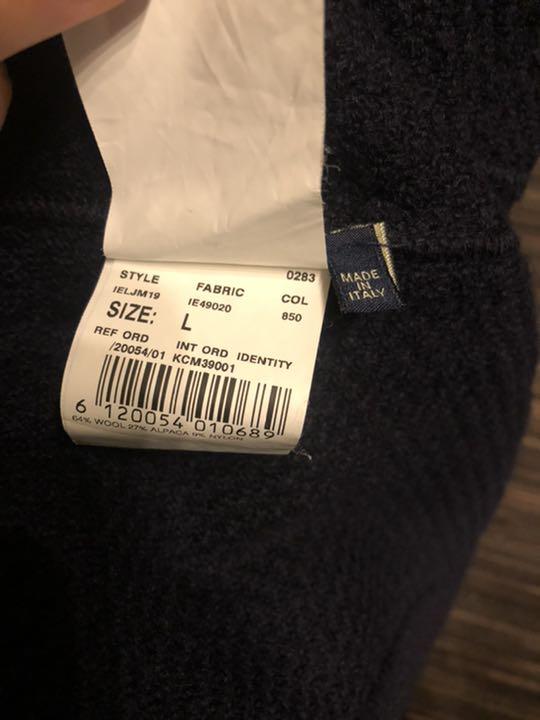 STYLE FABRIC 0283
IELJM19 IE49020 COL
SIZE: L 850
REF ORD INT ORD IDENTITY
/20054/01 KCM39001
6 120054 010689
64% WOOL 27% ALPACA 9% NYLON
MADE
IN
ITALY